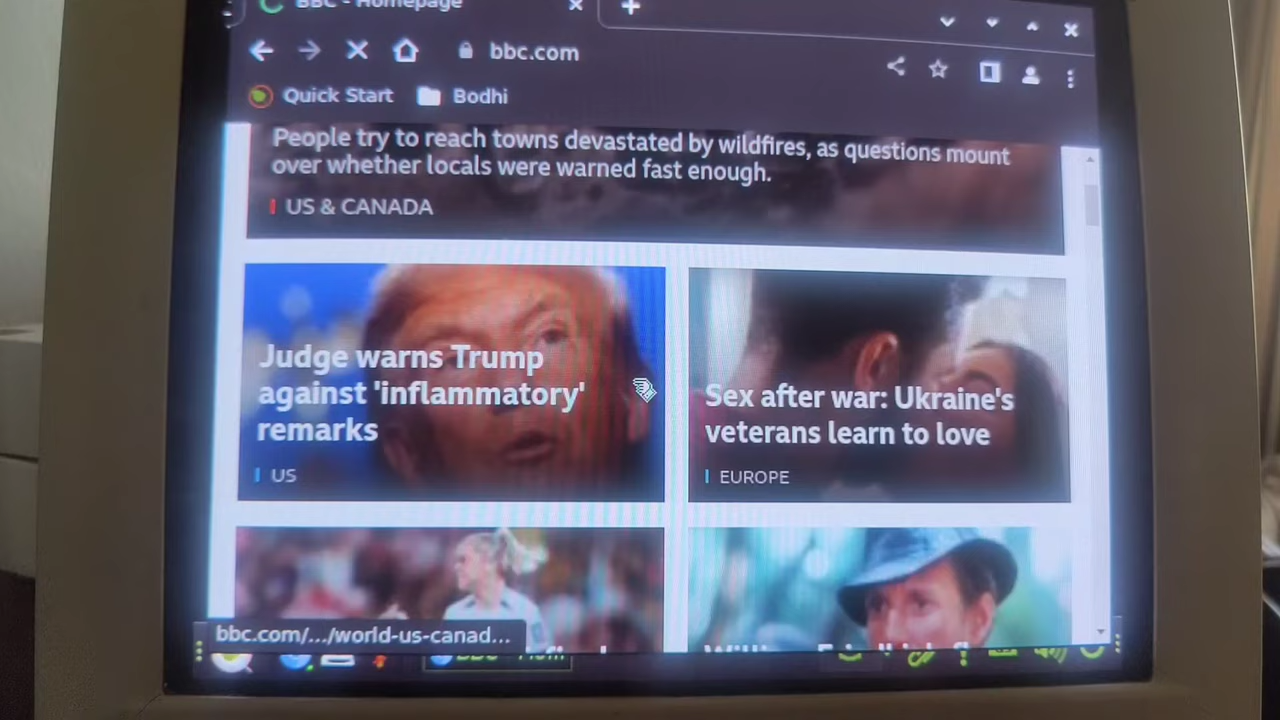 BBC - Homepage
bbc.com
Quick Start Bodhi
People try to reach towns devastated by wildfires, as questions mount
over whether locals were warned fast enough.
US & CANADA
Judge warns Trump
against 'inflammatory'
remarks
US
Sex after war: Ukraine's
veterans learn to love
EUROPE
bbc.com/.../world-us-canad...